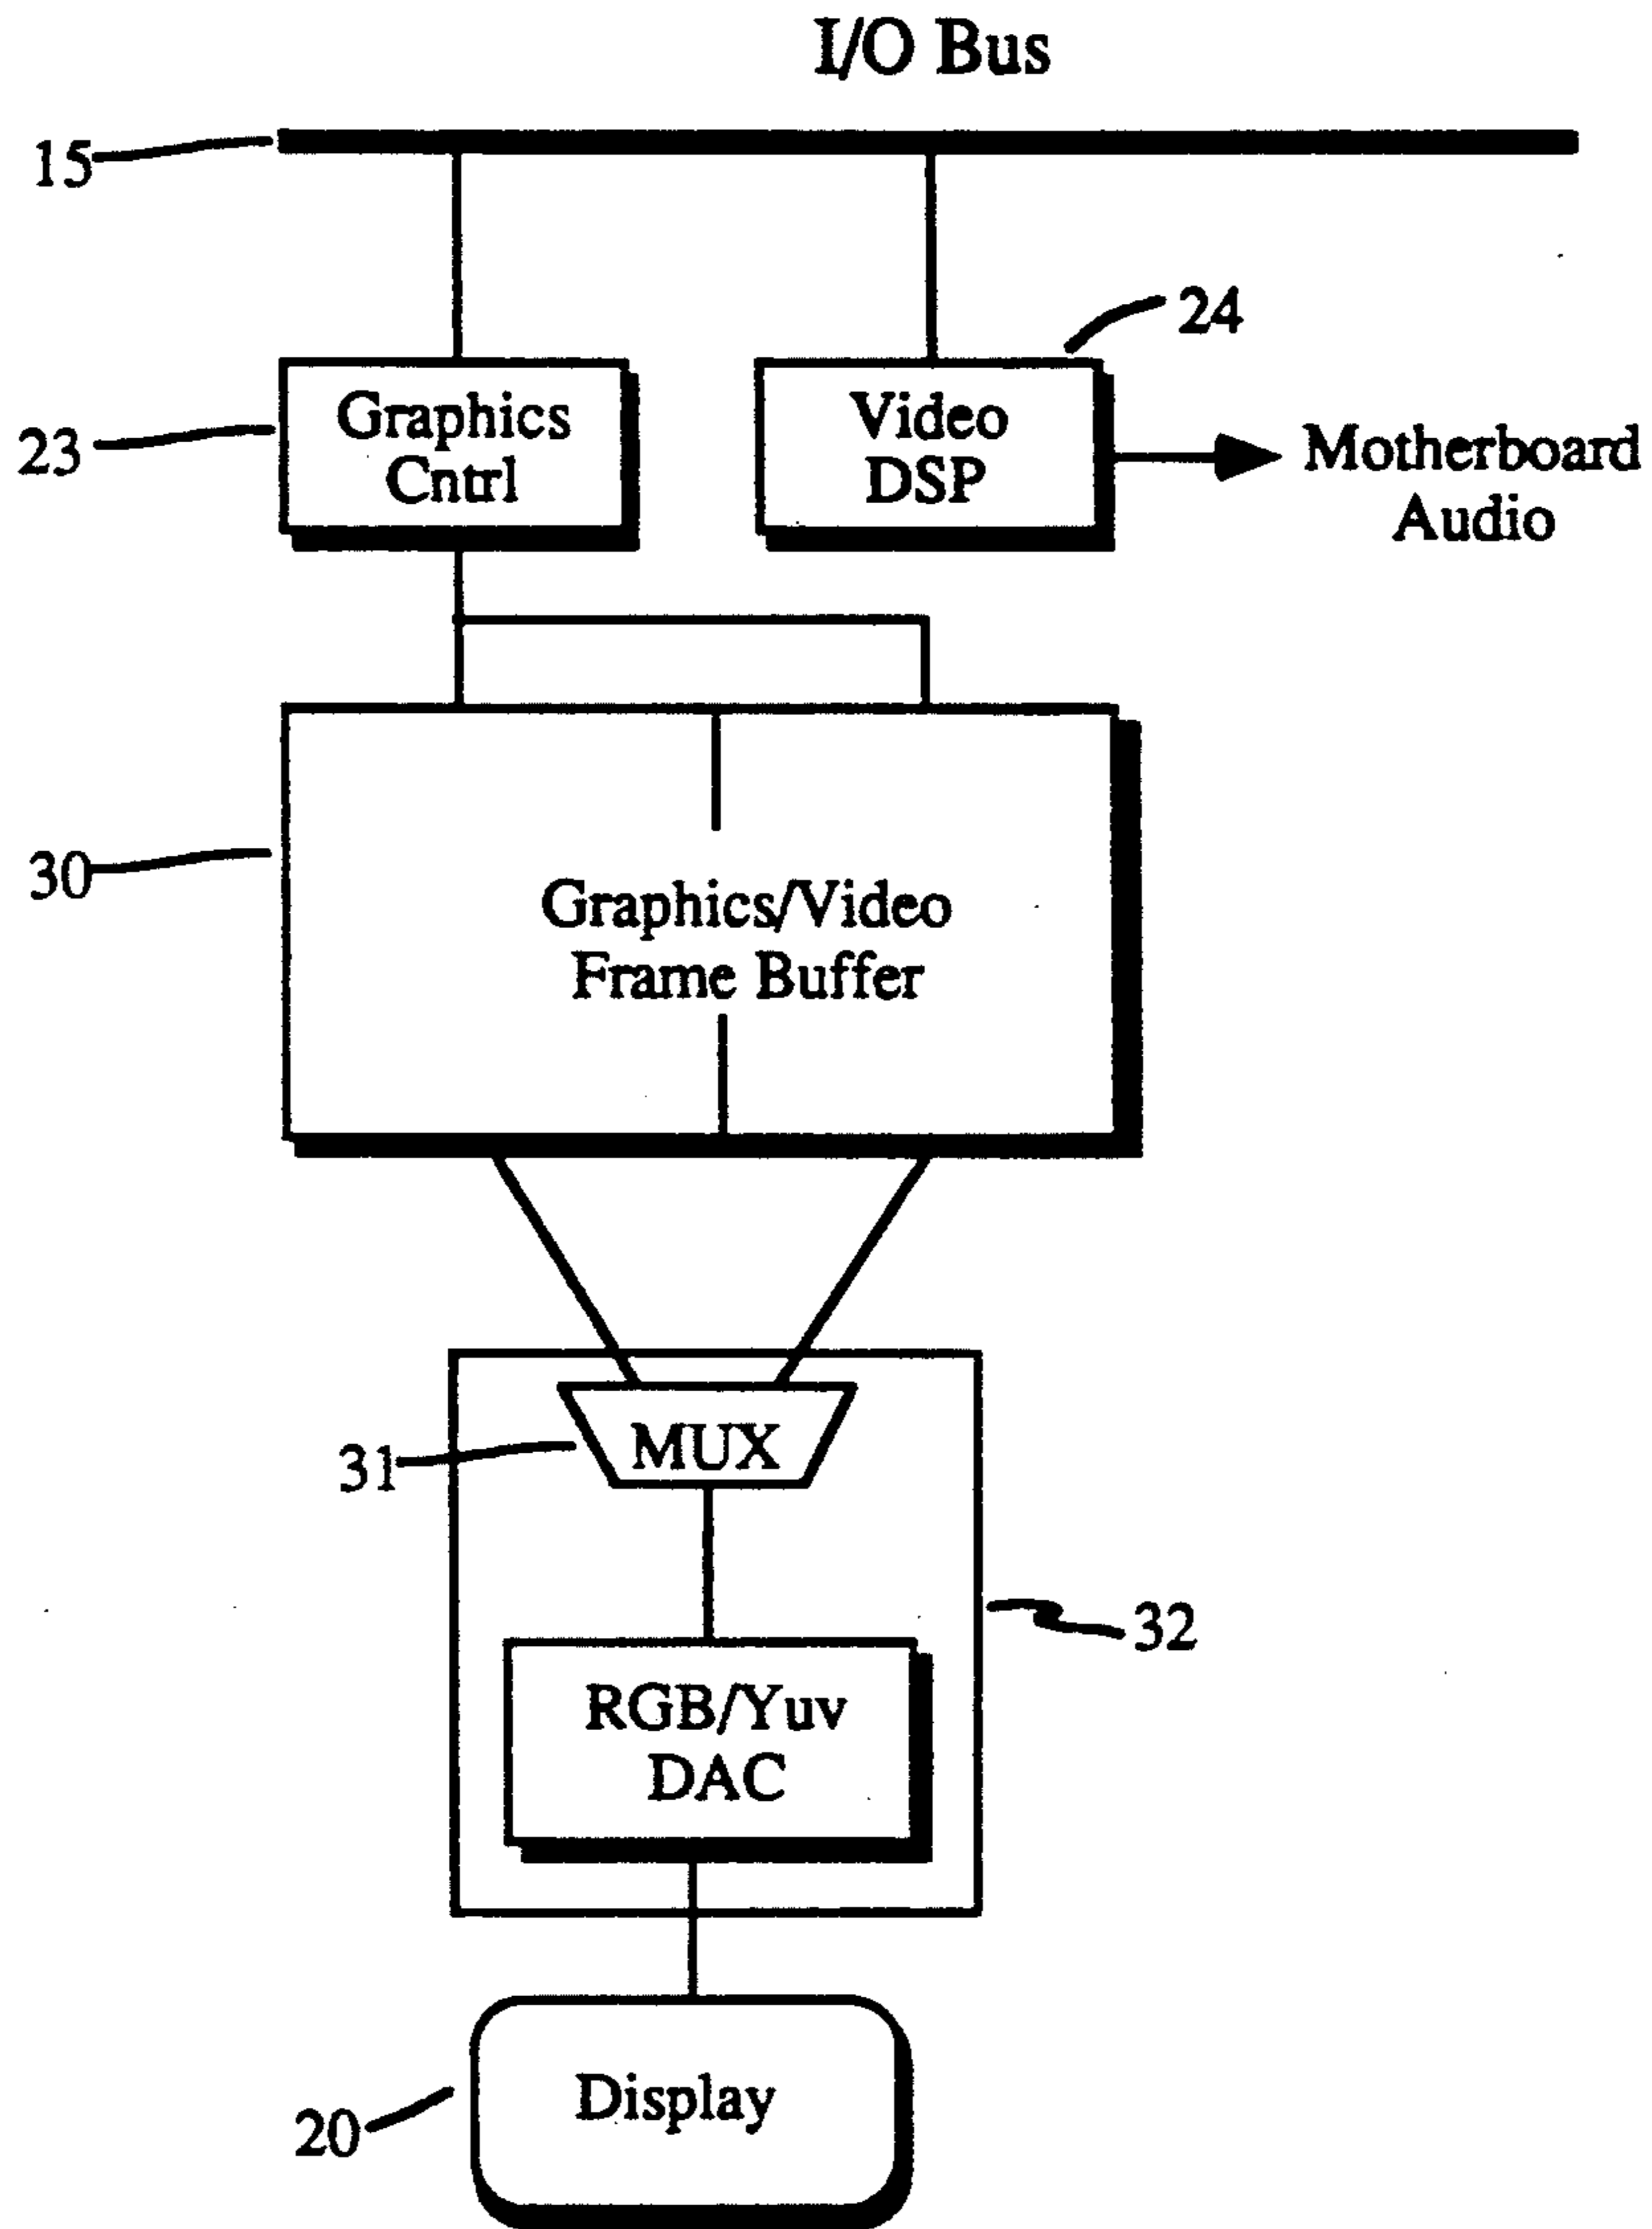 I/O Bus
15
24
23
Graphics
Cntrl
Video
DSP
Motherboard
Audio
30
Graphics/Video
Frame Buffer
31
MUX
32
RGB/Yuv
DAC
20
Display